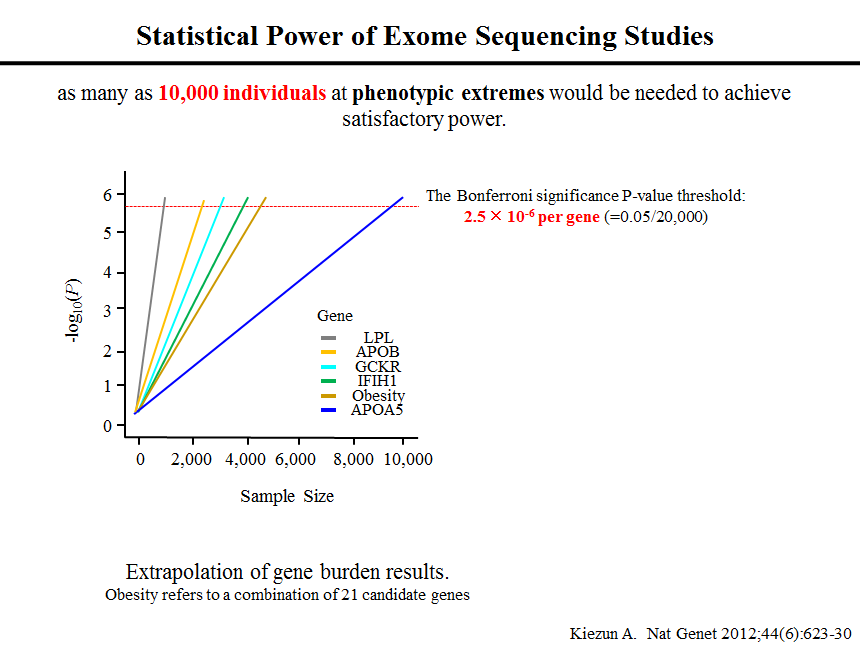 Statistical Power of Exome Sequencing Studies
as many as 10,000 individuals at phenotypic extremes would be needed to achieve
satisfactory power.
The Bonferroni significance P-value threshold:
2.5 × 10⁻⁶ per gene (=0.05/20,000)
6
5
4
3
2
1
0
-log₁₀(P)
Gene
LPL
APOB
GCKR
IFIH1
Obesity
APOA5
0 2,000 4,000 6,000 8,000 10,000
Sample Size
Extrapolation of gene burden results.
Obesity refers to a combination of 21 candidate genes
Kiezun A. Nat Genet 2012;44(6):623-30